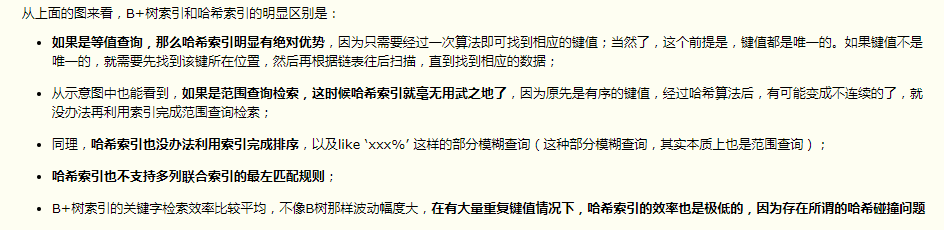 从上面的图来看，B+树索引和哈希索引的明显区别是：
• 如果是等值查询，那么哈希索引明显有绝对优势，因为只需要经过一次算法即可找到相应的键值；当然了，这个前提是，键值都是唯一的。如果键值不是
唯一的，就需要先找到该键所在位置，然后再根据链表往后扫描，直到找到相应的数据；
• 从示意图中也能看到，如果是范围查询检索，这时候哈希索引就毫无用武之地了，因为原先是有序的键值，经过哈希算法后，有可能变成不连续的了，就
没办法再利用索引完成范围查询检索；
• 同理，哈希索引也没办法利用索引完成排序，以及like ‘xxx%’ 这样的部分模糊查询（这种部分模糊查询，其实本质上也是范围查询）；
• 哈希索引也不支持多列联合索引的最左匹配规则；
• B+树索引的关键字检索效率比较平均，不像B树那样波动幅度大，在有大量重复键值情况下，哈希索引的效率也是极低的，因为存在所谓的哈希碰撞问题